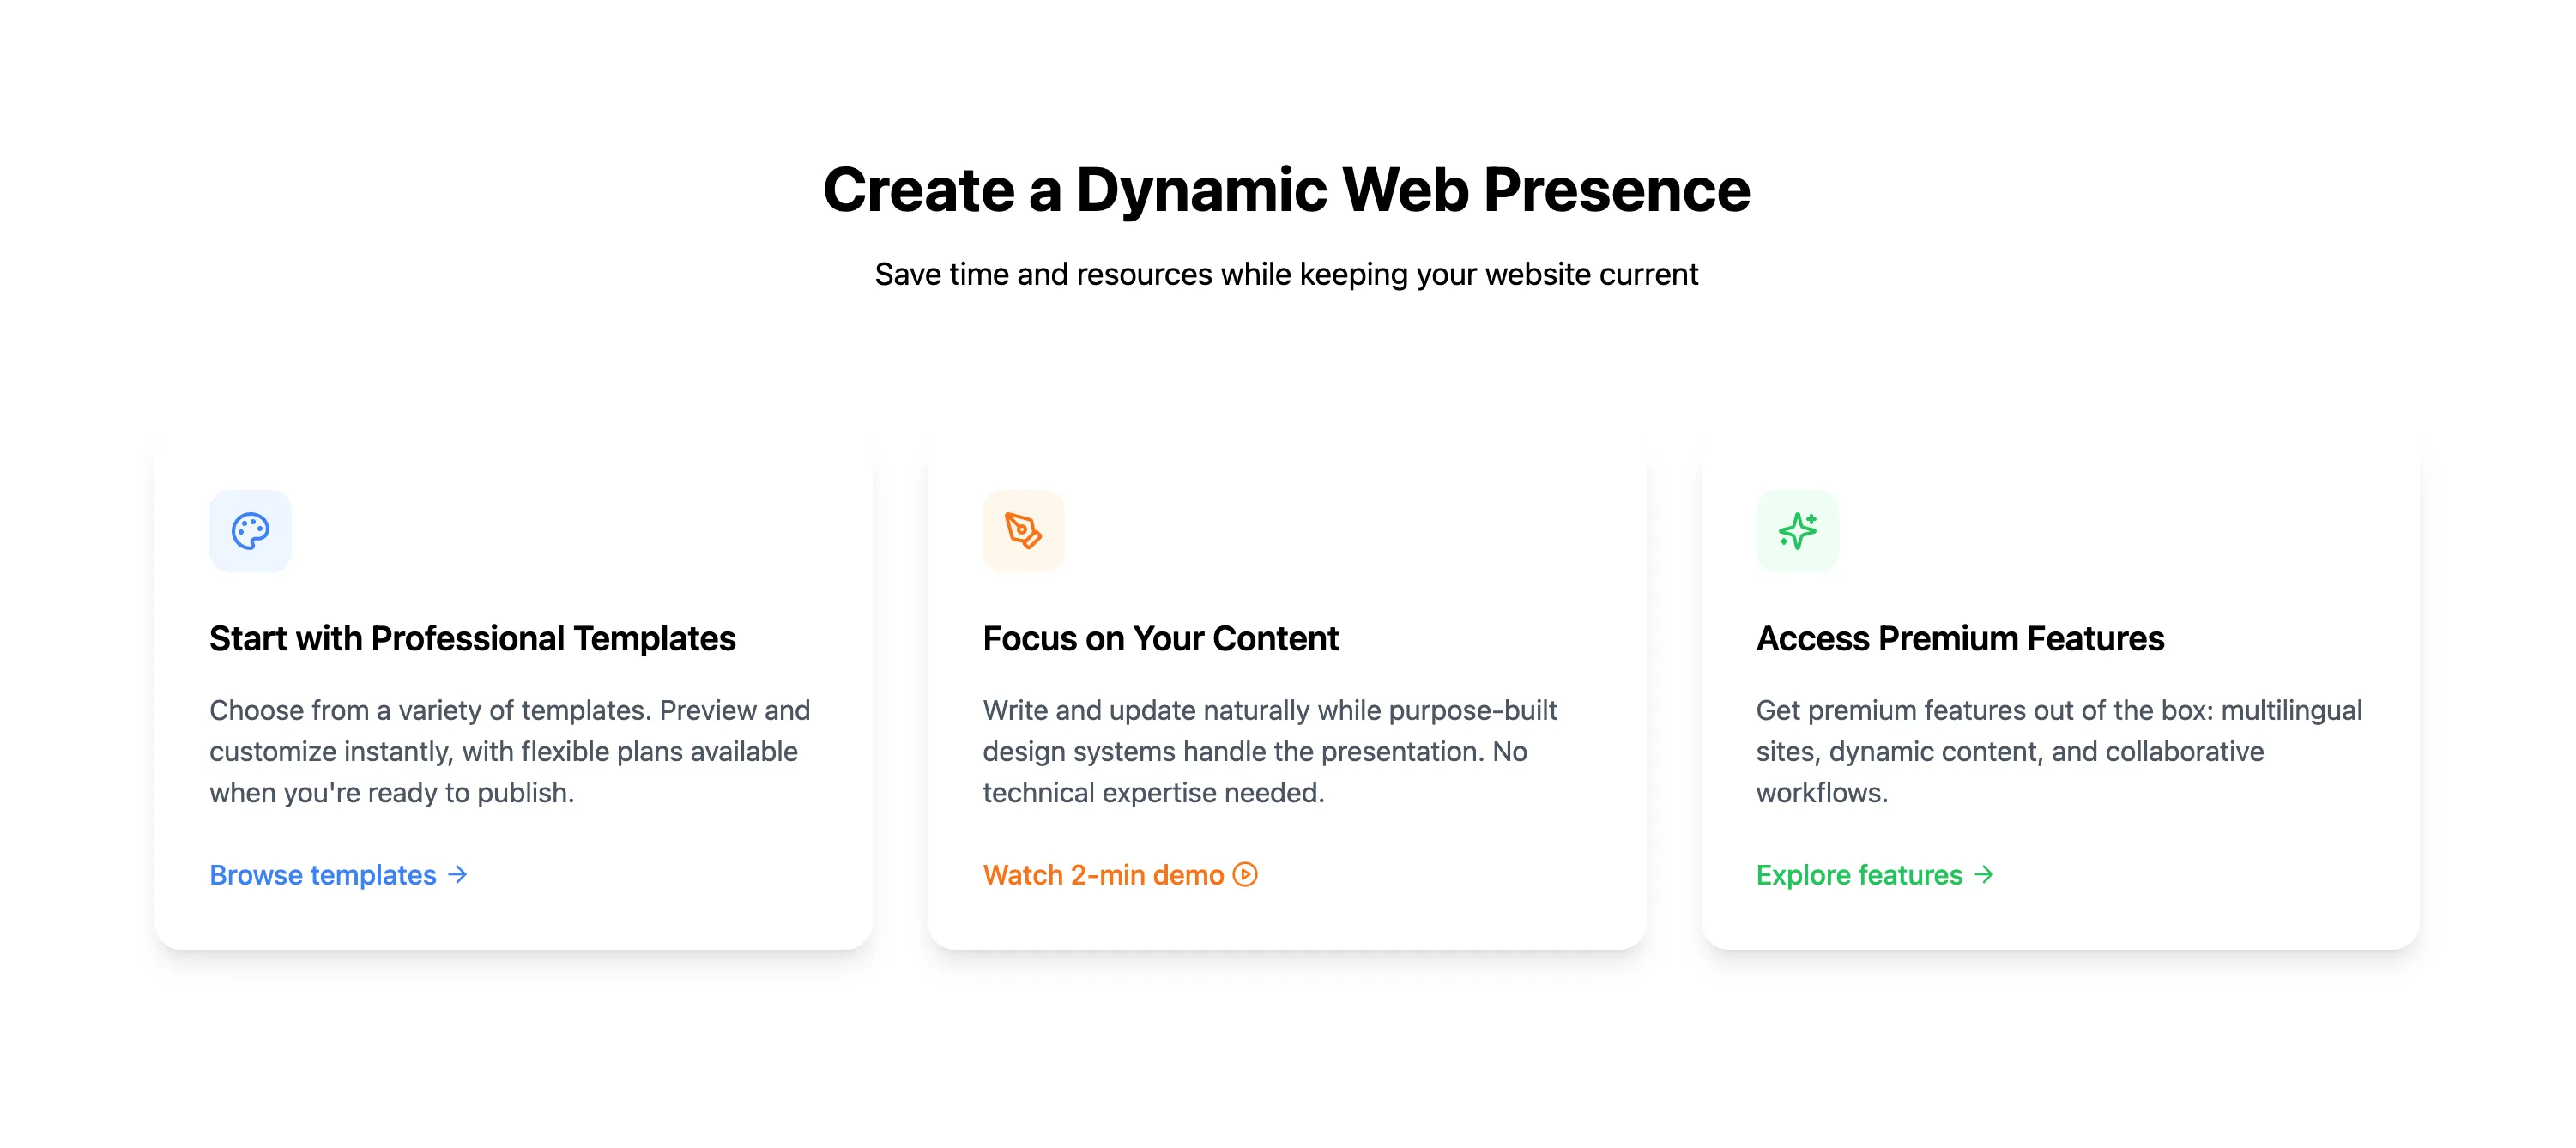 Create a Dynamic Web Presence
Save time and resources while keeping your website current
Start with Professional Templates
Choose from a variety of templates. Preview and
customize instantly, with flexible plans available
when you're ready to publish.
Browse templates
Focus on Your Content
Write and update naturally while purpose-built
design systems handle the presentation. No
technical expertise needed.
Watch 2-min demo
Access Premium Features
Get premium features out of the box: multilingual
sites, dynamic content, and collaborative
workflows.
Explore features